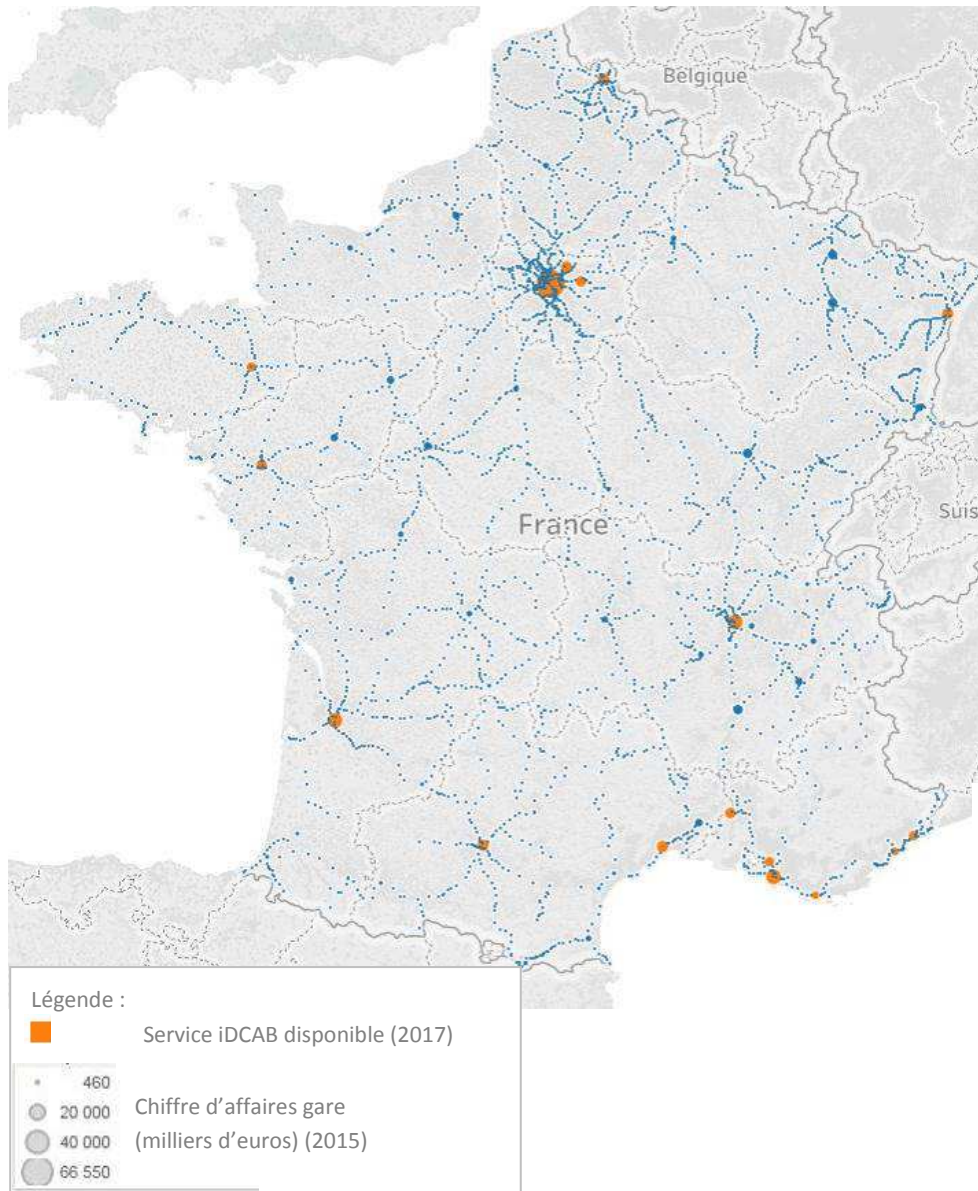 Belgique
Suis
France
Légende :
Service iDCAB disponible (2017)
460
20 000
40 000
66 550
Chiffre d'affaires gare
(milliers d'euros) (2015)